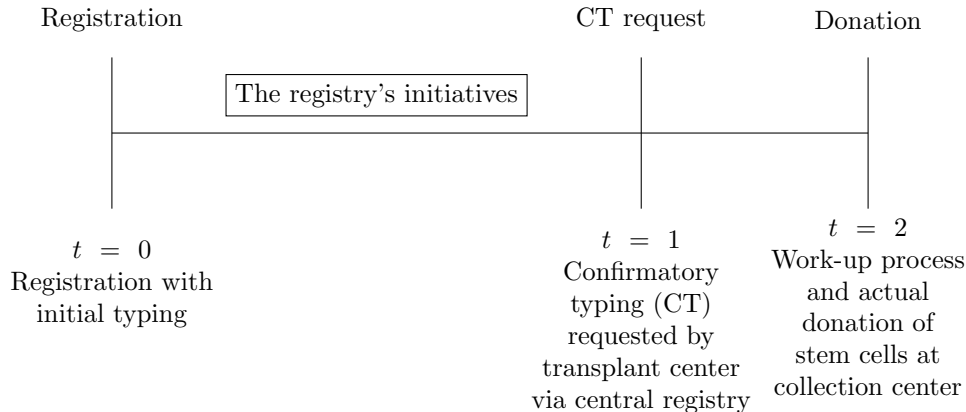 Registration
CT request
Donation
The registry's initiatives
t = 0
Registration with
initial typing
t = 1
Confirmatory
typing (CT)
requested by
transplant center
via central registry
t = 2
Work-up process
and actual
donation of
stem cells at
collection center